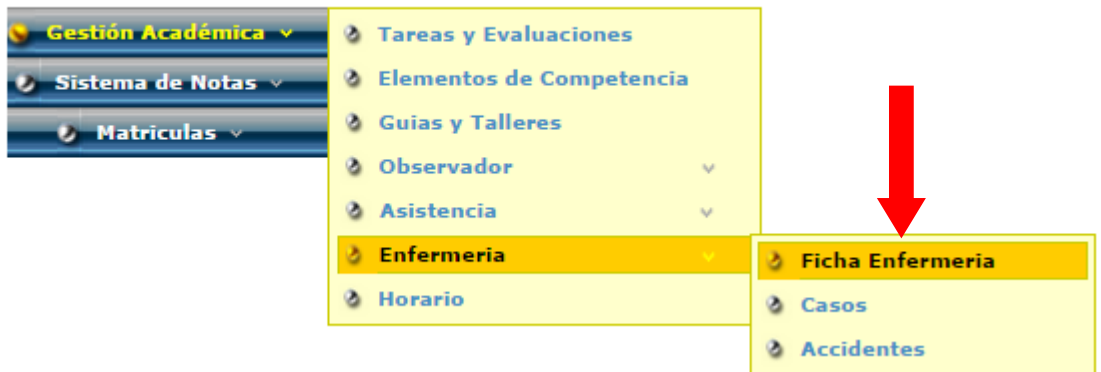 Gestión Académica
Sistema de Notas
Matriculas
Tareas y Evaluaciones
Elementos de Competencia
Guias y Talleres
Observador
Asistencia
Enfermeria
Horario
Ficha Enfermeria
Casos
Accidentes